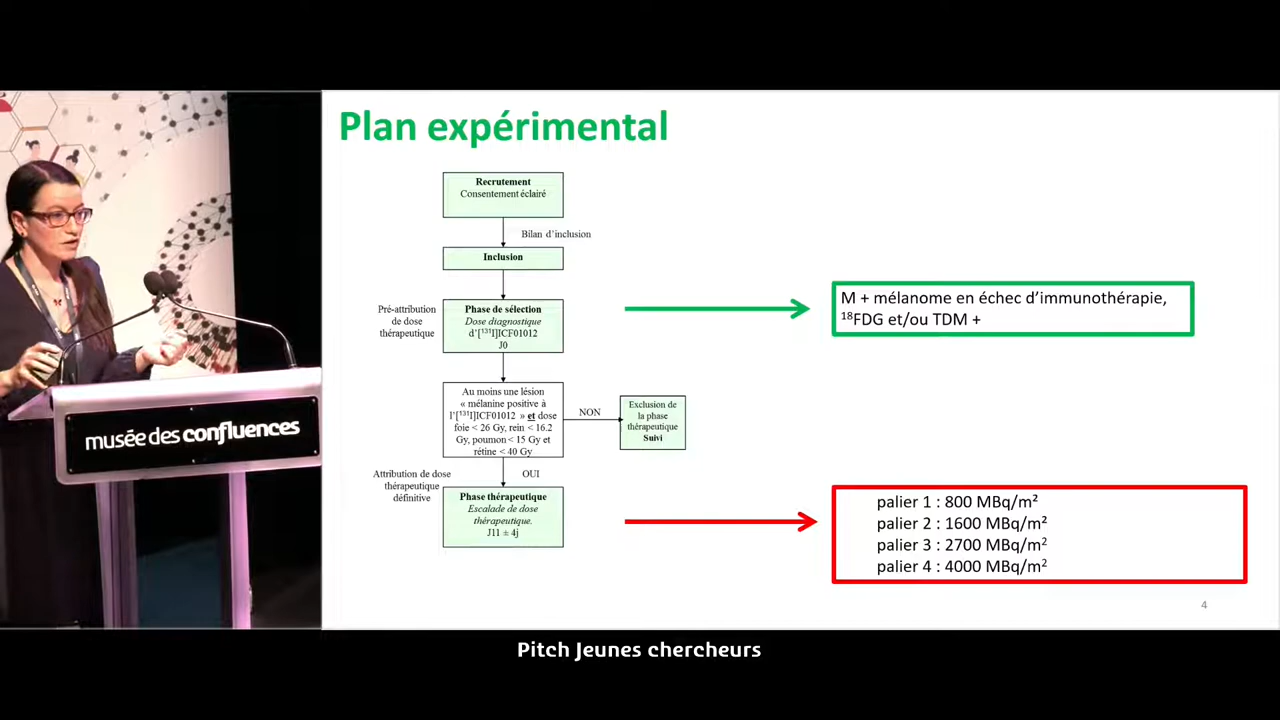 Plan expérimental
Recrutement
Consentement éclairé
Bilan d’inclusion
Inclusion
Pré-attribution
de dose
thérapeutique
Phase de sélection
Dose diagnostique
d’[¹³¹I]ICF01012
J0
M + mélanome en échec d’immunothérapie,
¹⁸FDG et/ou TDM +
Au moins une lésion
« mélanine positive à
l’[¹³¹I]ICF01012 » et dose
foie < 26 Gy, rein < 16.2
Gy, poumon < 15 Gy et
rétine < 40 Gy
NON
Exclusion de
la phase
thérapeutique
Suivi
Attribution de dose
thérapeutique
définitive
OUI
Phase thérapeutique
Escalade de dose
thérapeutique.
J11 ± 4j
palier 1 : 800 MBq/m²
palier 2 : 1600 MBq/m²
palier 3 : 2700 MBq/m²
palier 4 : 4000 MBq/m²
4
musée des confluences
Pitch Jeunes chercheurs